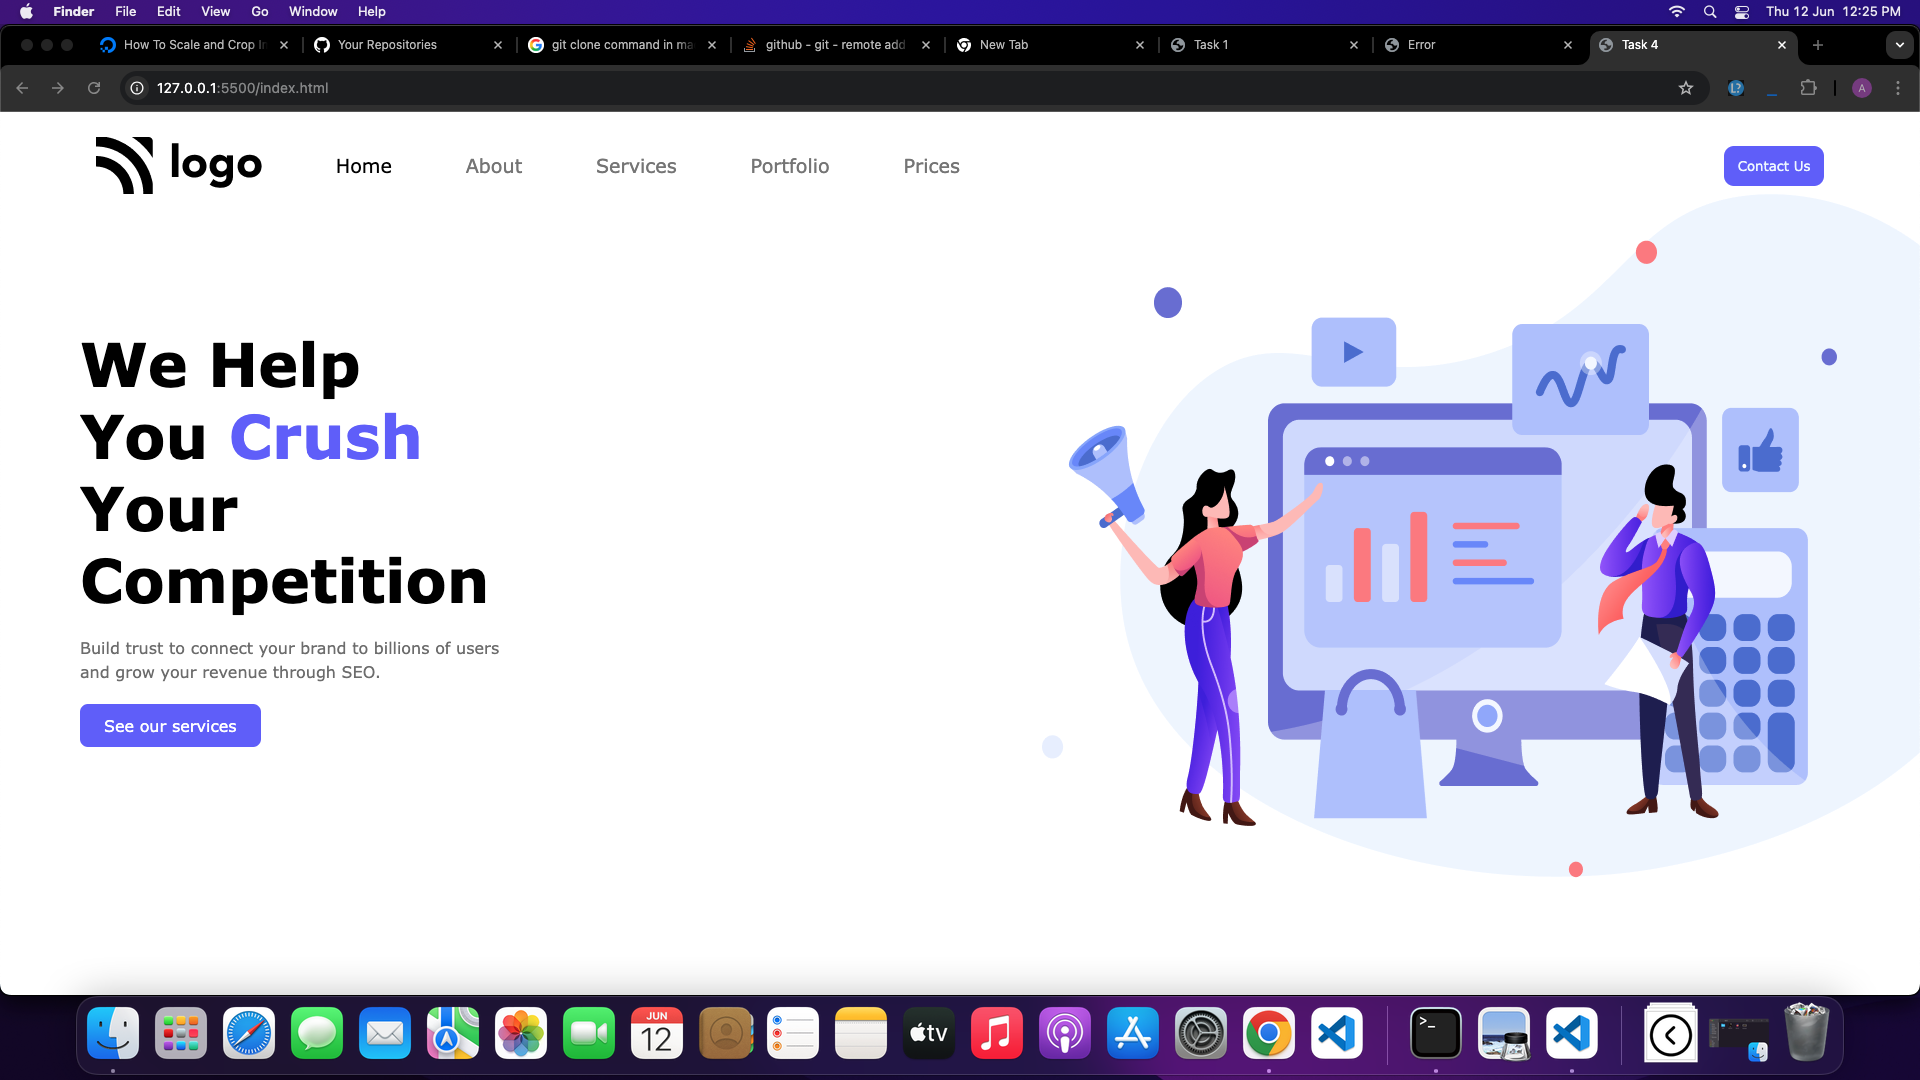 Finder File Edit View Go Window Help Thu 12 Jun 12:25 PM
How To Scale and Crop In Your Repositories git clone command in ma github - git - remote add New Tab Task 1 Error Task 4
127.0.0.1:5500/index.html A
logo Home About Services Portfolio Prices Contact Us
We Help
You Crush
Your
Competition
Build trust to connect your brand to billions of users
and grow your revenue through SEO.
See our services
JUN
12
tv
>_